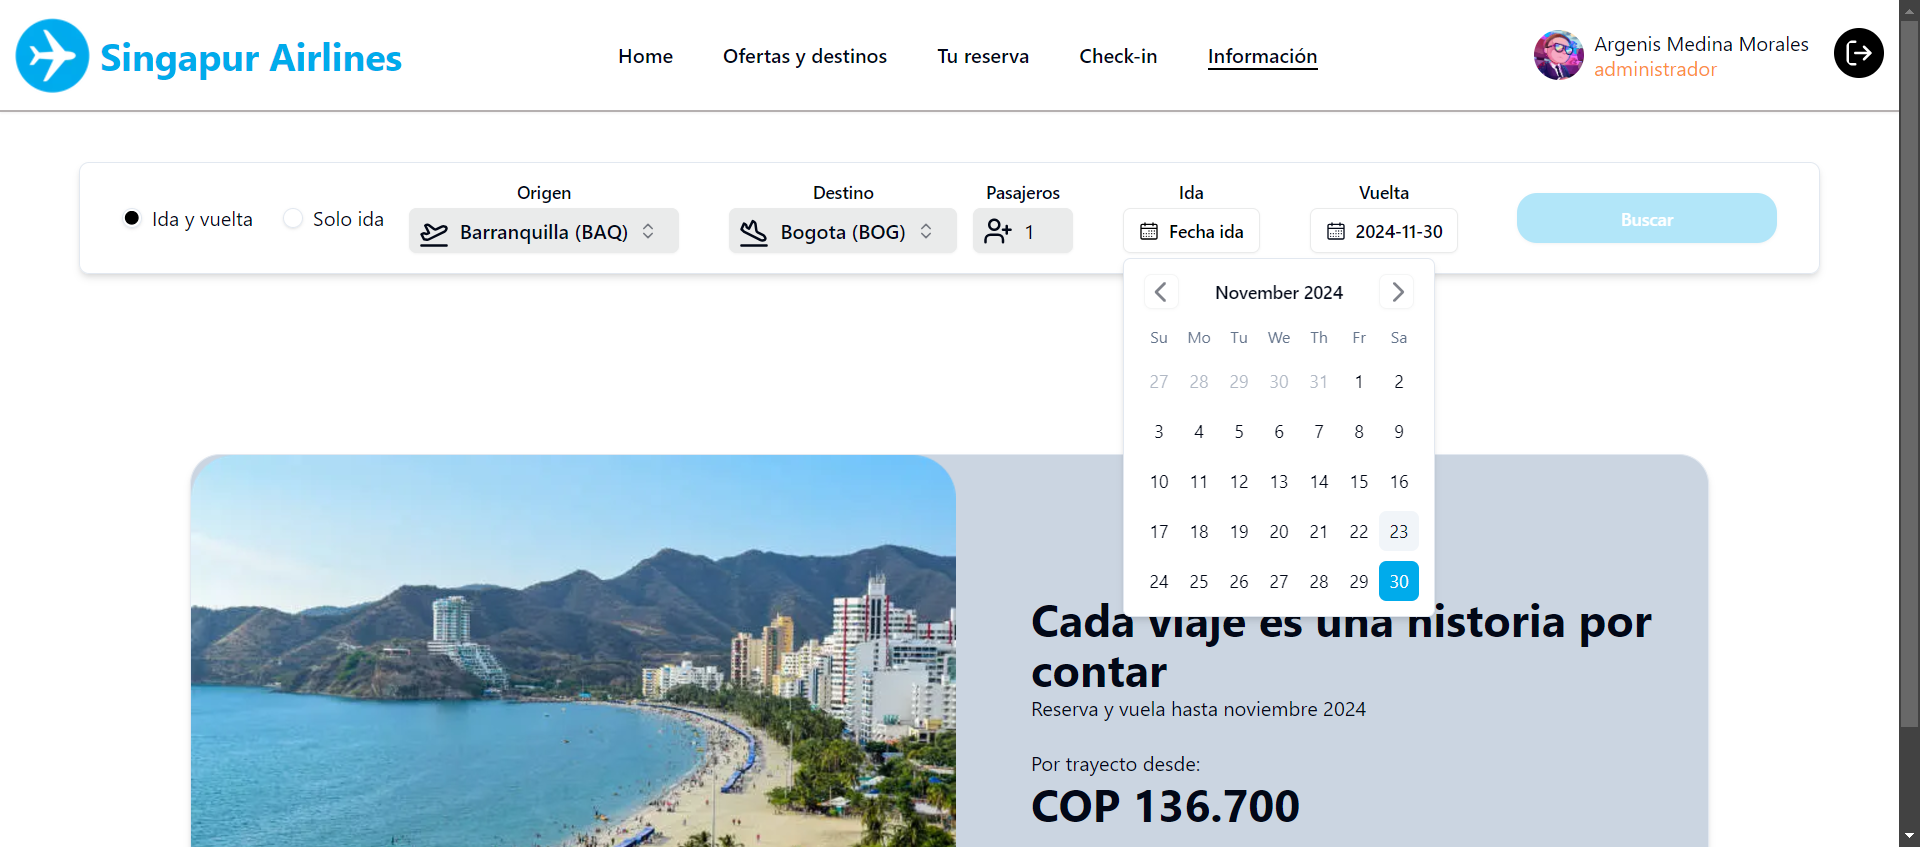 Singapur Airlines
Home Ofertas y destinos Tu reserva Check-in Información
Argenis Medina Morales
administrador
Ida y vuelta Solo ida
Origen
Barranquilla (BAQ)
Destino
Bogota (BOG)
Pasajeros
1
Ida
Fecha ida
Vuelta
2024-11-30
Buscar
November 2024
Su Mo Tu We Th Fr Sa
27 28 29 30 31 1 2
3 4 5 6 7 8 9
10 11 12 13 14 15 16
17 18 19 20 21 22 23
24 25 26 27 28 29 30
Cada viaje es una historia por
contar
Reserva y vuela hasta noviembre 2024
Por trayecto desde:
COP 136.700